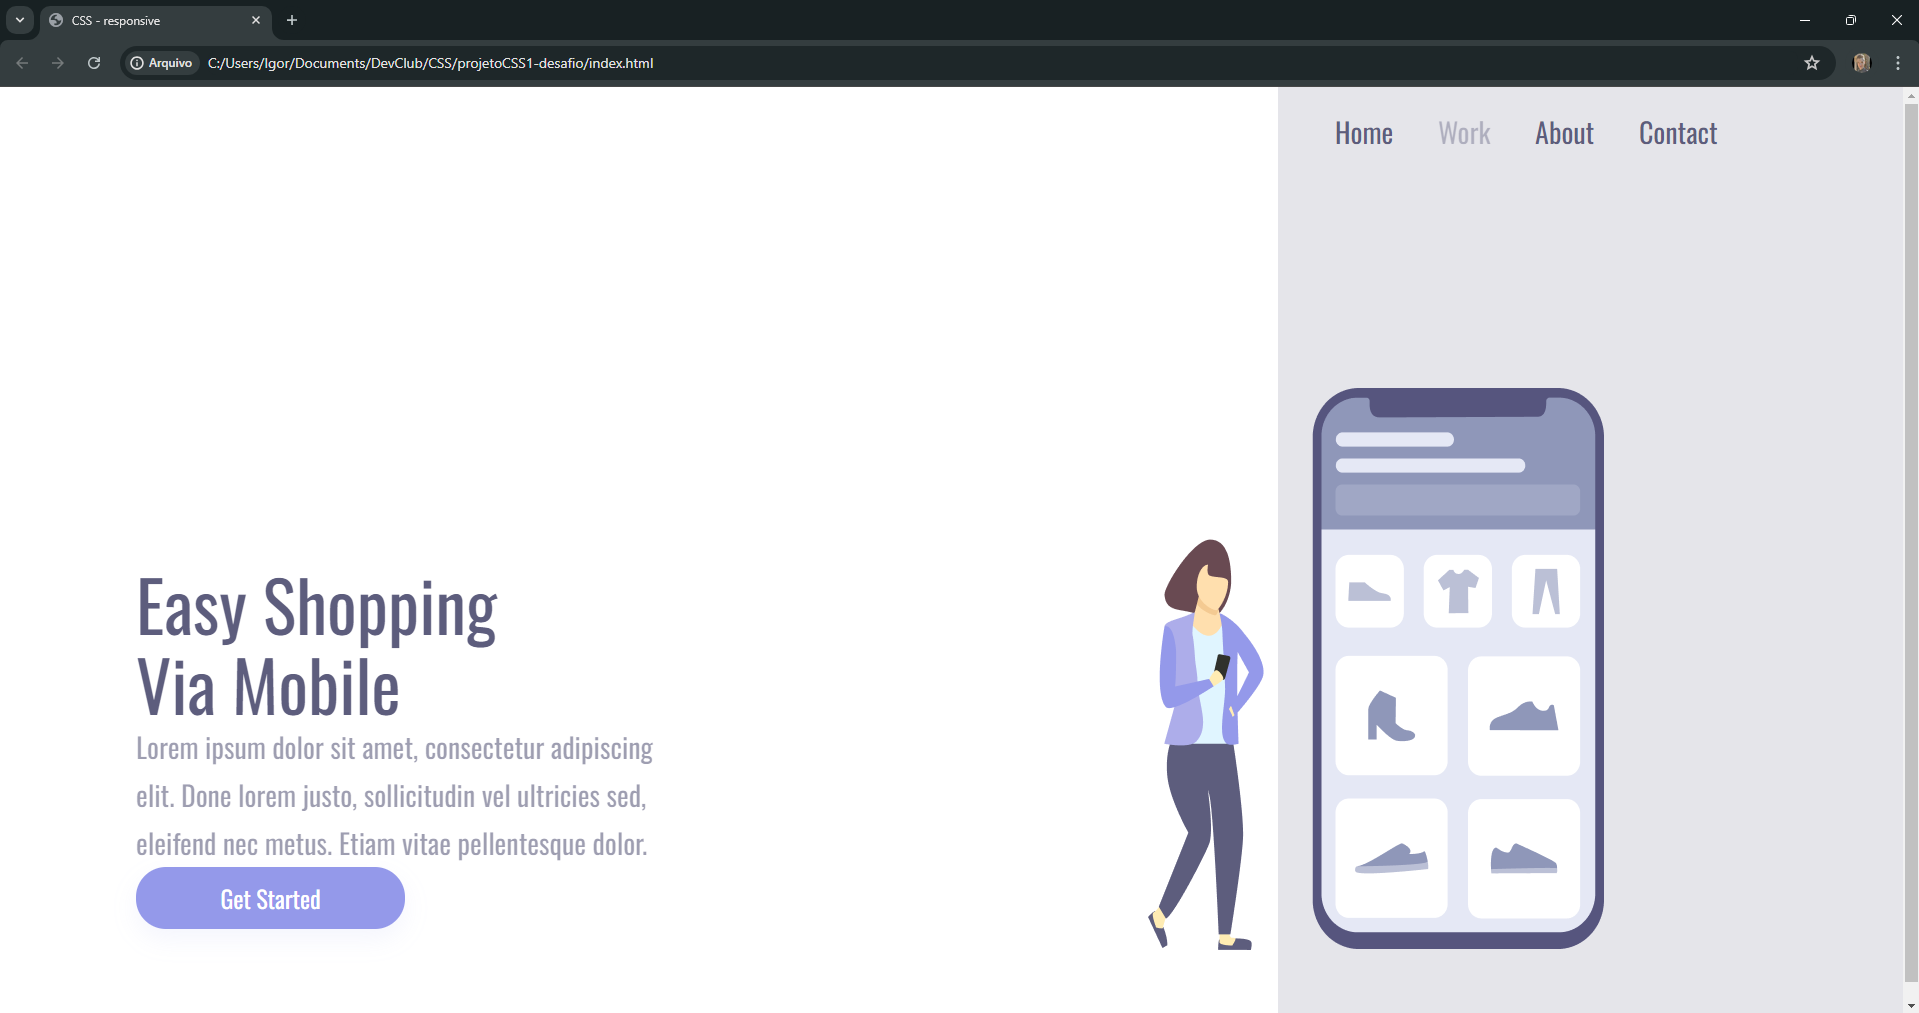 CSS - responsive
Arquivo C:/Users/Igor/Documents/DevClub/CSS/projetoCSS1-desafio/index.html
Home Work About Contact
Easy Shopping
Via Mobile
Lorem ipsum dolor sit amet, consectetur adipiscing
elit. Done lorem justo, sollicitudin vel ultricies sed,
eleifend nec metus. Etiam vitae pellentesque dolor.
Get Started